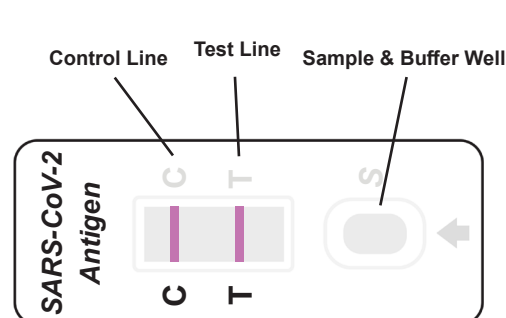 Control Line
Test Line
Sample & Buffer Well
SARS-CoV-2
Antigen
C
T
S
C
T